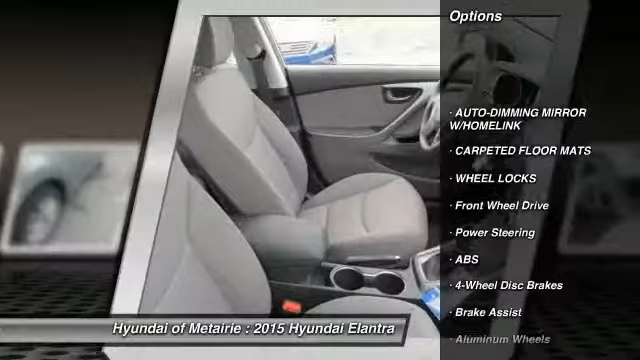 Options
· AUTO-DIMMING MIRROR
W/HOMELINK
· CARPETED FLOOR MATS
· WHEEL LOCKS
· Front Wheel Drive
· Power Steering
· ABS
· 4-Wheel Disc Brakes
· Brake Assist
· Aluminum Wheels
Hyundai of Metairie : 2015 Hyundai Elantra